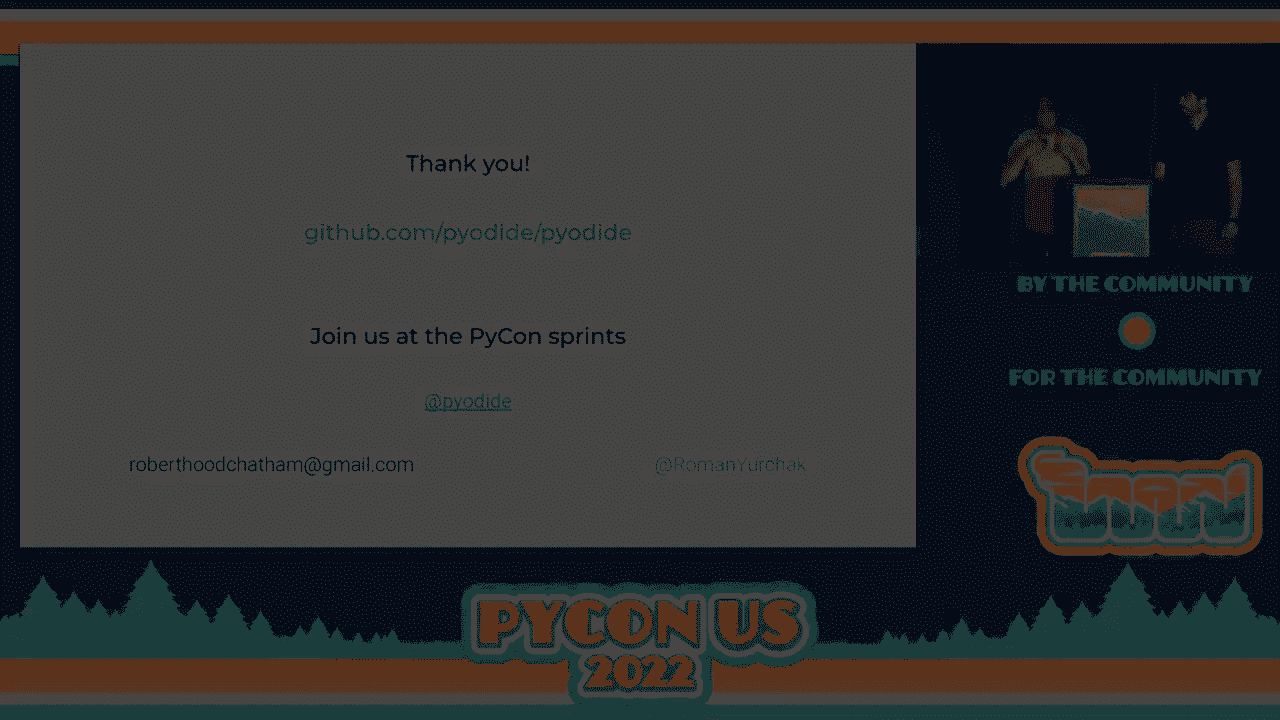 Thank you!
github.com/pyodide/pyodide
Join us at the PyCon sprints
@pyodide
roberthoodchatham@gmail.com
@RomanYurchak
BY THE COMMUNITY
FOR THE COMMUNITY
PYCON US
2022